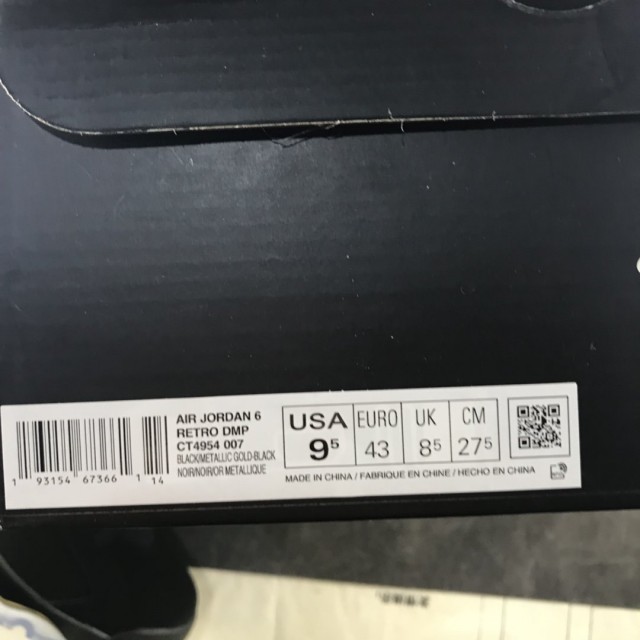 AIR JORDAN 6
RETRO DMP
CT4954 007
BLACK/METALLIC GOLD-BLACK
NOIR/NOIR/OR METALLIQUE
1 93154 67366 1 14
USA EURO UK CM
9⁵ 43 8⁵ 27⁵
MADE IN CHINA / FABRIQUE EN CHINE / HECHO EN CHINA